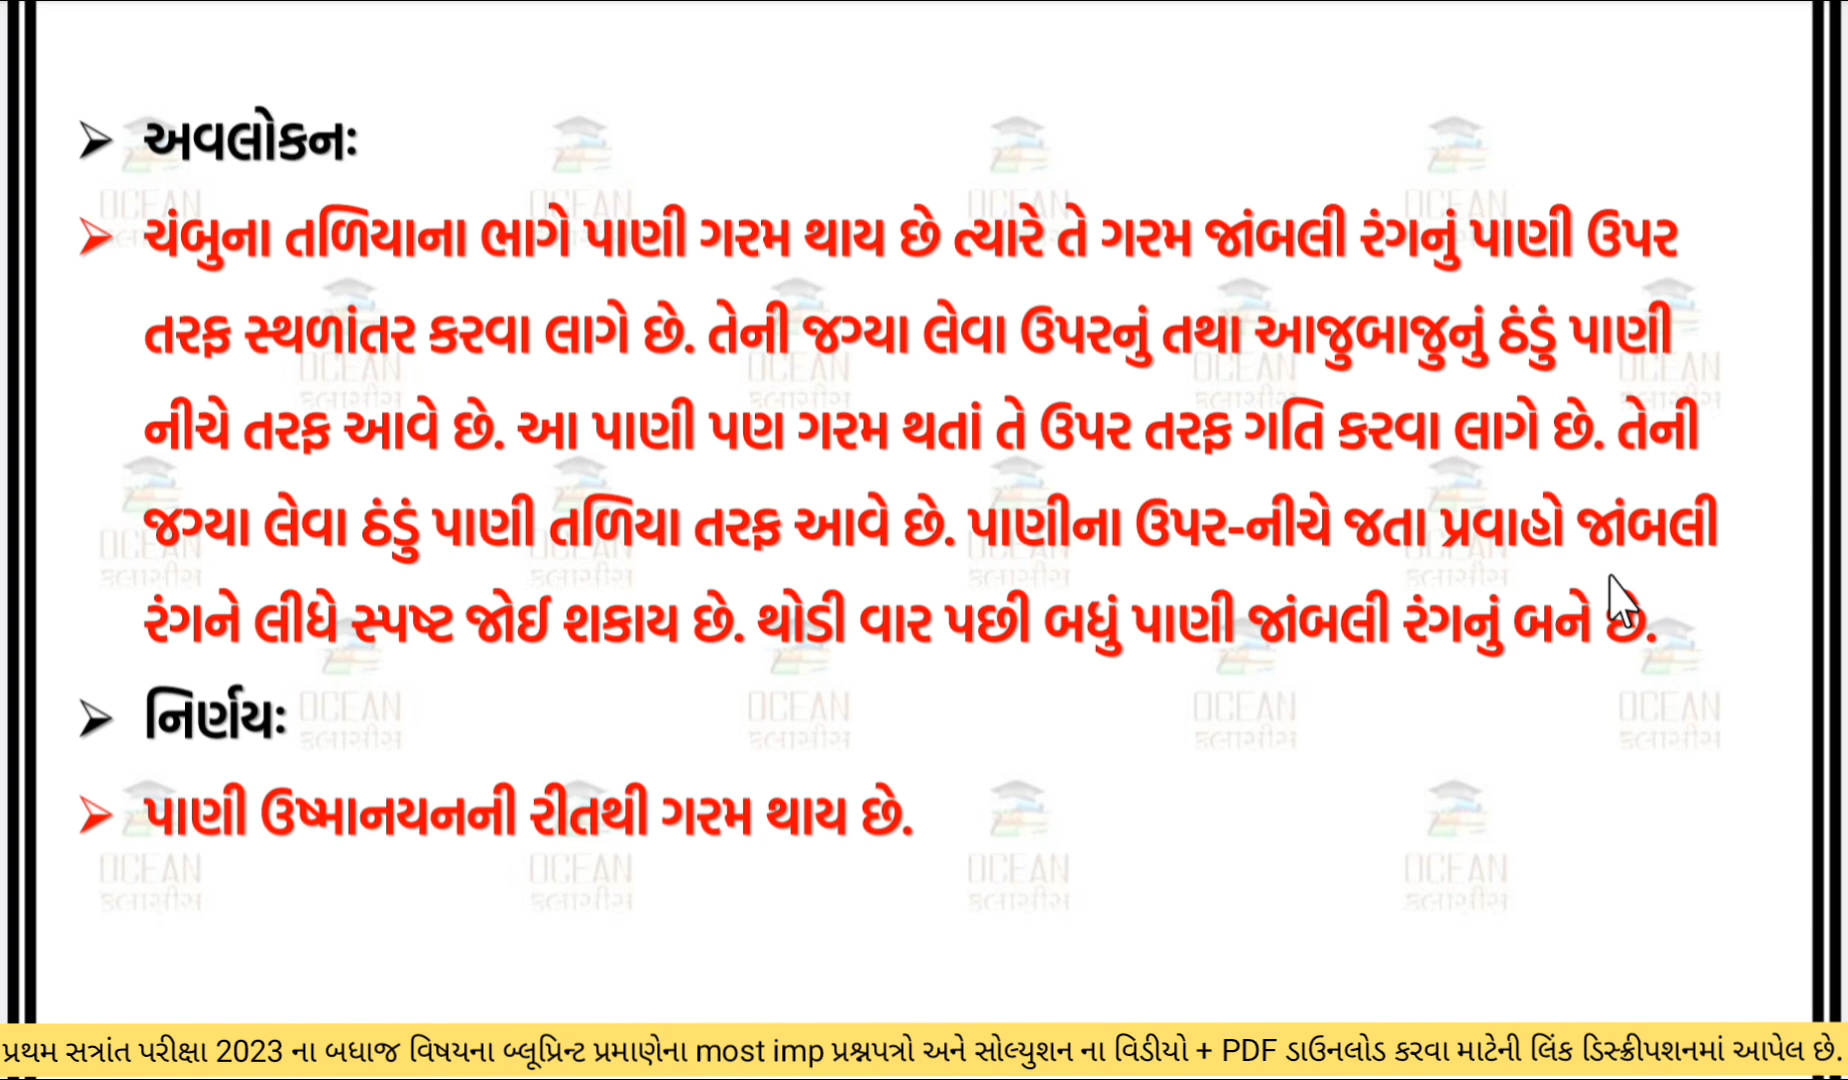 ➢ અવલોકનઃ
➢ ચંબુના તળિયાના ભાગે પાણી ગરમ થાય છે ત્યારે તે ગરમ જાંબલી રંગનું પાણી ઉપર
તરફ સ્થળાંતર કરવા લાગે છે. તેની જગ્યા લેવા ઉપરનું તથા આજુબાજુનું ઠંડું પાણી
નીચે તરફ આવે છે. આ પાણી પણ ગરમ થતાં તે ઉપર તરફ ગતિ કરવા લાગે છે. તેની
જગ્યા લેવા ઠંડું પાણી તળિયા તરફ આવે છે. પાણીના ઉપર-નીચે જતા પ્રવાહો જાંબલી
રંગને લીધે સ્પષ્ટ જોઈ શકાય છે. થોડી વાર પછી બધું પાણી જાંબલી રંગનું બને છે.
➢ નિર્ણયઃ
➢ પાણી ઉષ્માનયનની રીતથી ગરમ થાય છે.
OCEAN
ક્લાસીસ
પ્રથમ સત્રાંત પરીક્ષા 2023 ના બધાજ વિષયના બ્લૂપ્રિન્ટ પ્રમાણેના most imp પ્રશ્નપત્રો અને સોલ્યુશન ના વિડીયો + PDF ડાઉનલોડ કરવા માટેની લિંક ડિસ્ક્રીપશનમાં આપેલ છે.